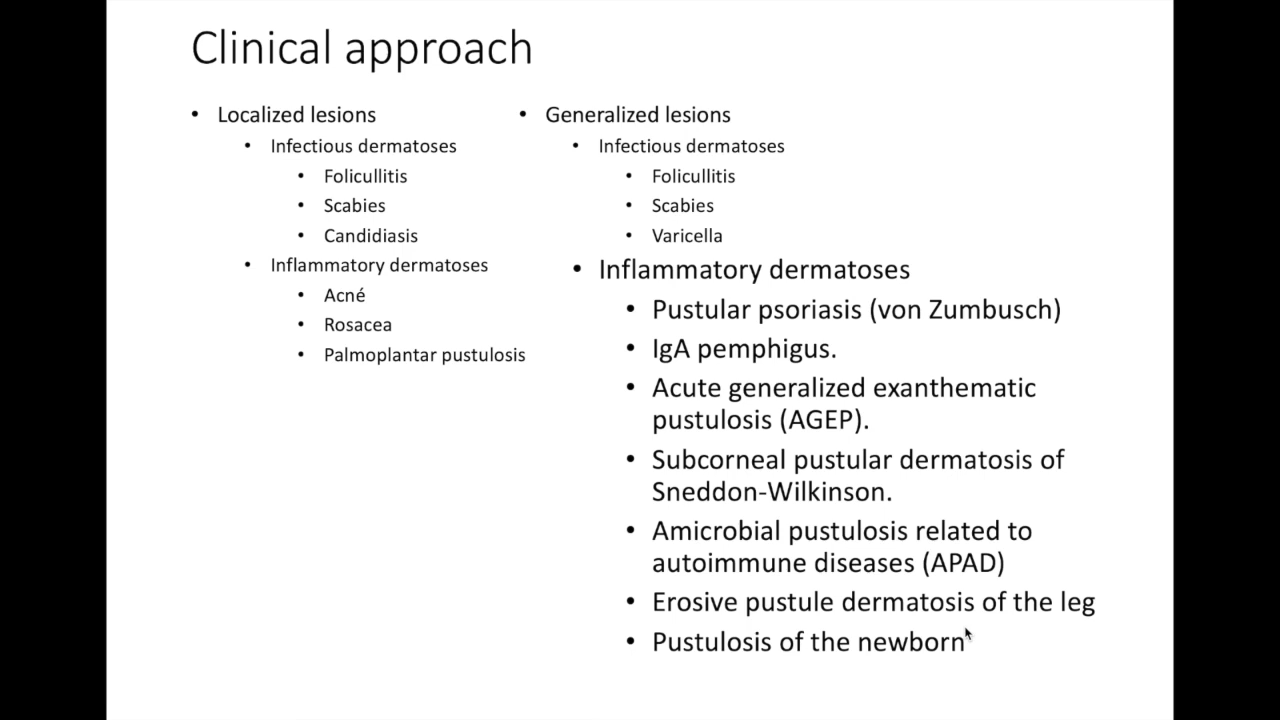 Clinical approach
• Localized lesions
• Infectious dermatoses
• Folicullitis
• Scabies
• Candidiasis
• Inflammatory dermatoses
• Acné
• Rosacea
• Palmoplantar pustulosis
• Generalized lesions
• Infectious dermatoses
• Folicullitis
• Scabies
• Varicella
• Inflammatory dermatoses
• Pustular psoriasis (von Zumbusch)
• IgA pemphigus.
• Acute generalized exanthematic
pustulosis (AGEP).
• Subcorneal pustular dermatosis of
Sneddon-Wilkinson.
• Amicrobial pustulosis related to
autoimmune diseases (APAD)
• Erosive pustule dermatosis of the leg
• Pustulosis of the newborn